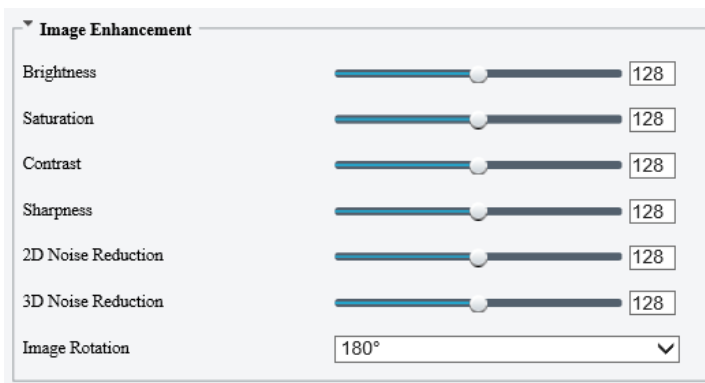 Image Enhancement
Brightness 128
Saturation 128
Contrast 128
Sharpness 128
2D Noise Reduction 128
3D Noise Reduction 128
Image Rotation 180°